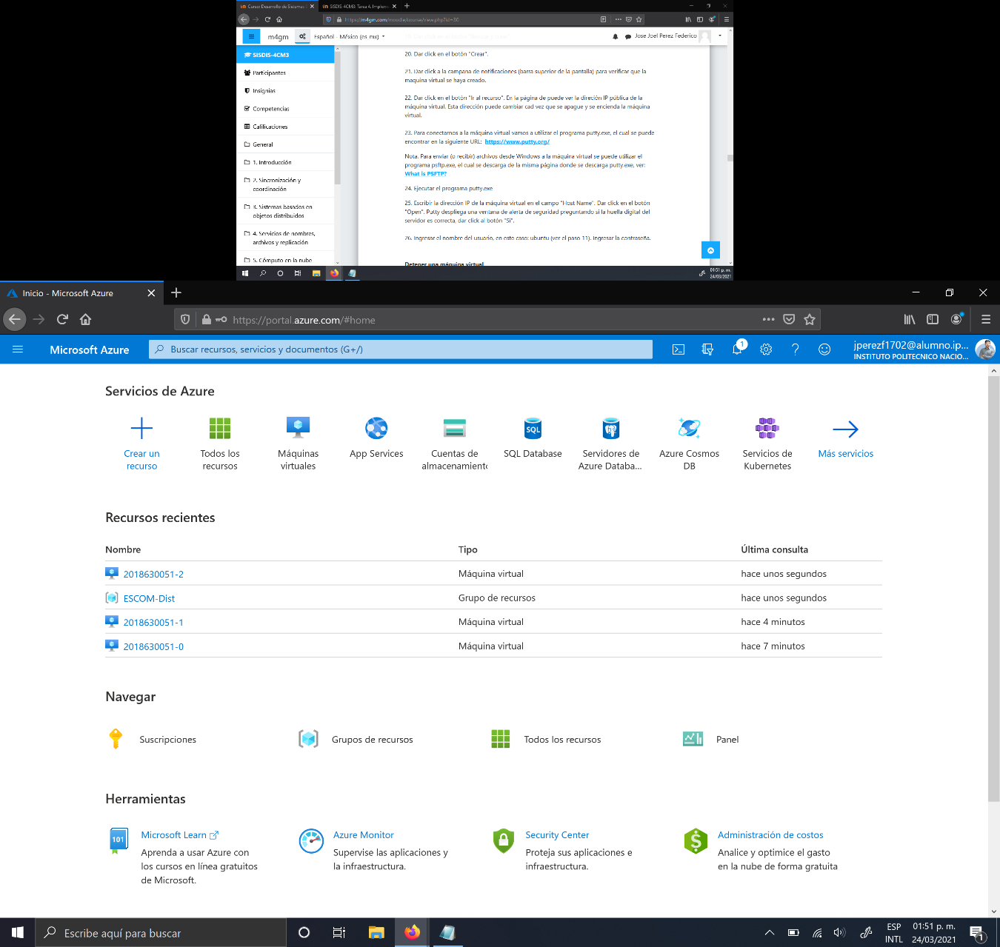 Curso: Desarrollo de Sistemas
SISDIS-4CM3: Tarea 4. Implem
https://m4gm.com/moodle/course/view.php?id=30
m4gm
Español - México (es_mx)
Jose Joel Perez Federico
SISDIS-4CM3
Participantes
Insignias
Competencias
Calificaciones
General
1. Introducción
2. Sincronización y
coordinación
3. Sistemas basados en
objetos distribuidos
4. Servicios de nombres,
archivos y replicación
5. Cómputo en la nube
20. Dar click en el botón "Crear".
21. Dar click a la campana de notificaciones (barra superior de la pantalla) para verificar que la
maquina virtual se haya creado.
22. Dar click en el botón "Ir al recurso". En la página de puede ver la direción IP pública de la
máquina virtual. Esta dirección puede cambiar cad vez que se apague y se encienda la máquina
virtual.
23. Para conectarnos a la máquina virtual vamos a utilizar el programa putty.exe, el cual se puede
encontrar en la siguiente URL: https://www.putty.org/
Nota. Para enviar (o recibir) archivos desde Windows a la máquina virtual se puede utilizar el
programa psftp.exe, el cual se descarga de la misma página donde se descarga putty.exe, ver:
What is PSFTP?
24. Ejecutar el programa putty.exe
25. Escribir la dirección IP de la máquina virtual en el campo "Host Name". Dar click en el botón
"Open". Putty despliega una ventana de alerta de seguridad preguntando si la huella digital del
servidor es correcta, dar click al botón "Si".
26. Ingresar el nombre del usuario, en este caso: ubuntu (ver el paso 11). Ingresar la contraseña.
Detener una máquina virtual
01:51 p. m.
24/03/2021
Inicio - Microsoft Azure
https://portal.azure.com/#home
Microsoft Azure
Buscar recursos, servicios y documentos (G+/)
1
jperezf1702@alumno.ip...
INSTITUTO POLITECNICO NACIO...
Servicios de Azure
Crear un
recurso
Todos los
recursos
Máquinas
virtuales
App Services
Cuentas de
almacenamiento
SQL
SQL Database
Servidores de
Azure Databa...
Azure Cosmos
DB
Servicios de
Kubernetes
Más servicios
Recursos recientes
Nombre Tipo Última consulta
2018630051-2 Máquina virtual hace unos segundos
ESCOM-Dist Grupo de recursos hace unos segundos
2018630051-1 Máquina virtual hace 4 minutos
2018630051-0 Máquina virtual hace 7 minutos
Navegar
Suscripciones
Grupos de recursos
Todos los recursos
Panel
Herramientas
101
Microsoft Learn
Aprenda a usar Azure con
los cursos en línea gratuitos
de Microsoft.
Azure Monitor
Supervise las aplicaciones y
la infraestructura.
Security Center
Proteja sus aplicaciones e
infraestructura.
$
Administración de costos
Analice y optimice el gasto
en la nube de forma gratuita
Escribe aquí para buscar
ESP
INTL
01:51 p. m.
24/03/2021
1